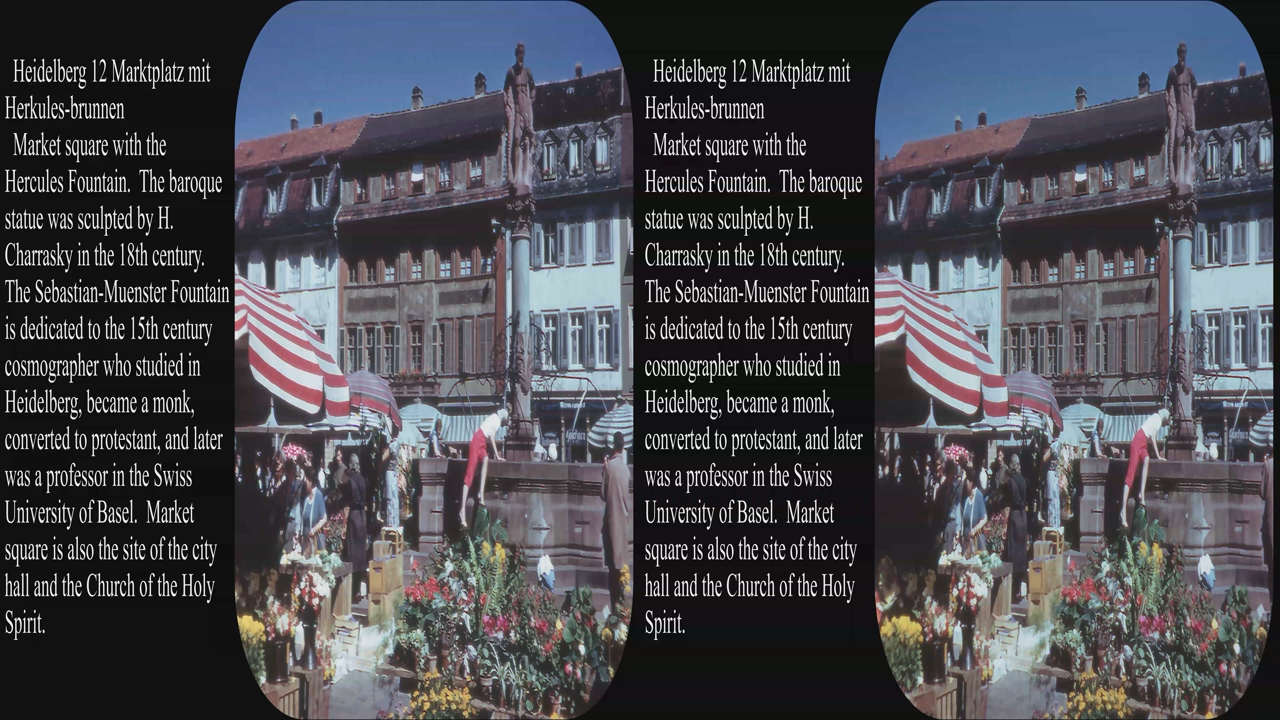 Heidelberg 12 Marktplatz mit
Herkules-brunnen
Market square with the
Hercules Fountain.  The baroque
statue was sculpted by H.
Charrasky in the 18th century.
The Sebastian-Muenster Fountain
is dedicated to the 15th century
cosmographer who studied in
Heidelberg, became a monk,
converted to protestant, and later
was a professor in the Swiss
University of Basel.  Market
square is also the site of the city
hall and the Church of the Holy
Spirit.
Heidelberg 12 Marktplatz mit
Herkules-brunnen
Market square with the
Hercules Fountain.  The baroque
statue was sculpted by H.
Charrasky in the 18th century.
The Sebastian-Muenster Fountain
is dedicated to the 15th century
cosmographer who studied in
Heidelberg, became a monk,
converted to protestant, and later
was a professor in the Swiss
University of Basel.  Market
square is also the site of the city
hall and the Church of the Holy
Spirit.